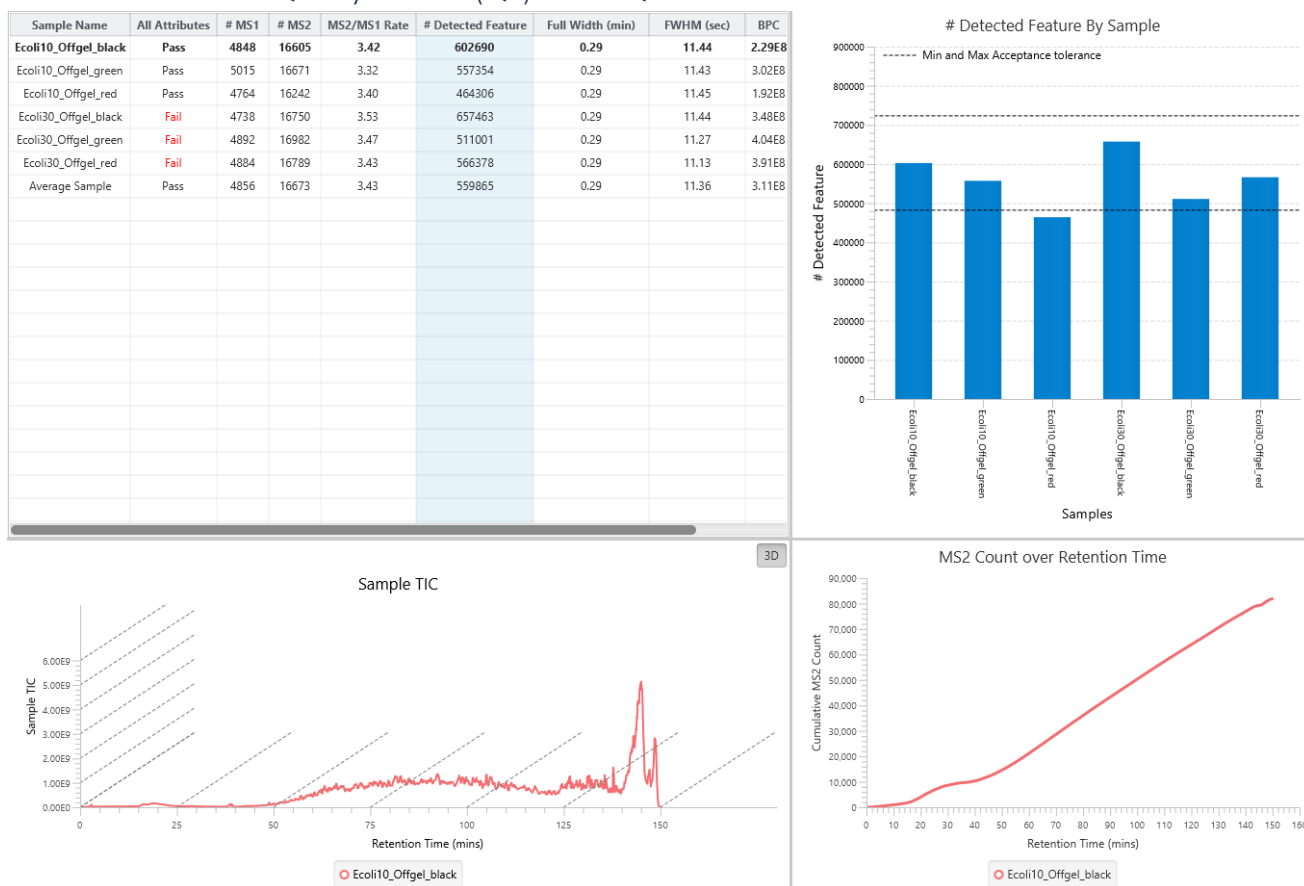 Sample Name All Attributes # MS1 # MS2 MS2/MS1 Rate # Detected Feature Full Width (min) FWHM (sec) BPC
Ecoli10_Offgel_black Pass 4848 16605 3.42 602690 0.29 11.44 2.29E8
Ecoli10_Offgel_green Pass 5015 16671 3.32 557354 0.29 11.43 3.02E8
Ecoli10_Offgel_red Pass 4764 16242 3.40 464306 0.29 11.45 1.92E8
Ecoli30_Offgel_black Fail 4738 16750 3.53 657463 0.29 11.44 3.48E8
Ecoli30_Offgel_green Fail 4892 16982 3.47 511001 0.29 11.27 4.04E8
Ecoli30_Offgel_red Fail 4884 16789 3.43 566378 0.29 11.13 3.91E8
Average Sample Pass 4856 16673 3.43 559865 0.29 11.36 3.11E8
# Detected Feature By Sample
Min and Max Acceptance tolerance
900000
800000
700000
600000
500000
400000
300000
200000
100000
0
# Detected Feature
Ecoli10_Offgel_black
Ecoli10_Offgel_green
Ecoli10_Offgel_red
Ecoli30_Offgel_black
Ecoli30_Offgel_green
Ecoli30_Offgel_red
Samples
3D
Sample TIC
6.00E9
5.00E9
4.00E9
3.00E9
2.00E9
1.00E9
0.00E0
Sample TIC
0 25 50 75 100 125 150
Retention Time (mins)
Ecoli10_Offgel_black
MS2 Count over Retention Time
90,000
80,000
70,000
60,000
50,000
40,000
30,000
20,000
10,000
0
Cumulative MS2 Count
0 10 20 30 40 50 60 70 80 90 100 110 120 130 140 150 160
Retention Time (mins)
Ecoli10_Offgel_black